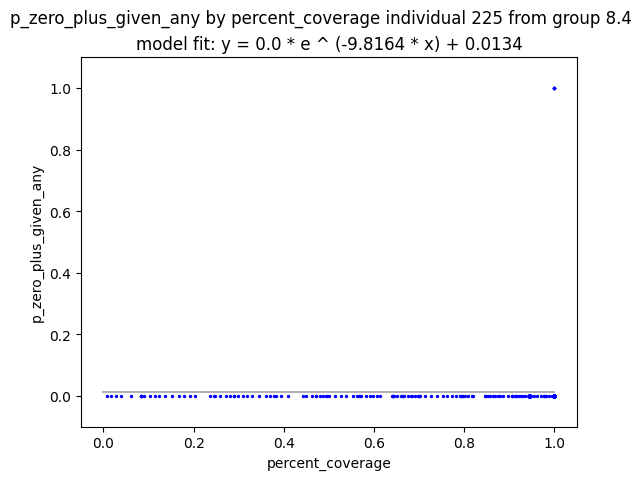 p_zero_plus_given_any by percent_coverage individual 225 from group 8.4
model fit: y = 0.0 * e ^ (-9.8164 * x) + 0.0134
1.0
0.8
0.6
0.4
0.2
0.0
p_zero_plus_given_any
0.0 0.2 0.4 0.6 0.8 1.0
percent_coverage